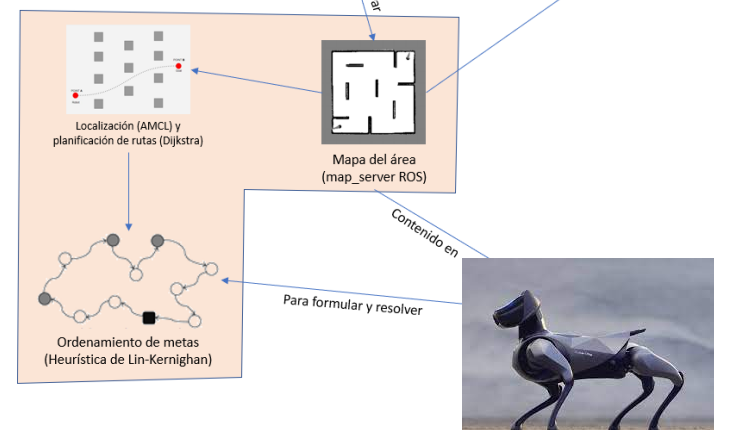 ar
Localización (AMCL) y
planificación de rutas (Dijkstra)
Mapa del área
(map_server ROS)
Contenido en
Para formular y resolver
Ordenamiento de metas
(Heurística de Lin-Kernighan)